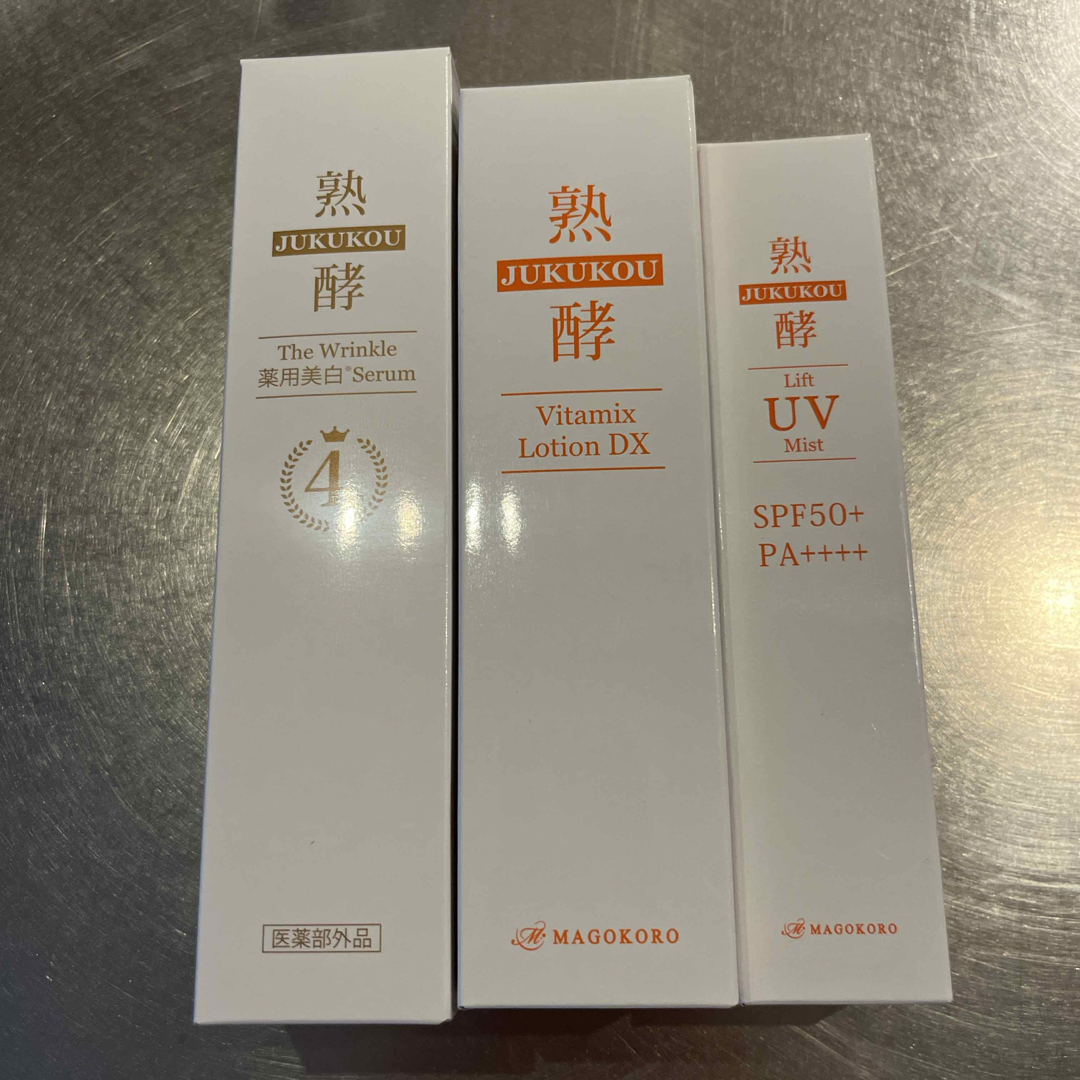 熟
JUKUKOU
酵
The Wrinkle
薬用美白※Serum
4
医薬部外品
熟
JUKUKOU
酵
Vitamix
Lotion DX
MAGOKORO
熟
JUKUKOU
酵
Lift
UV
Mist
SPF50+
PA++++
MAGOKORO